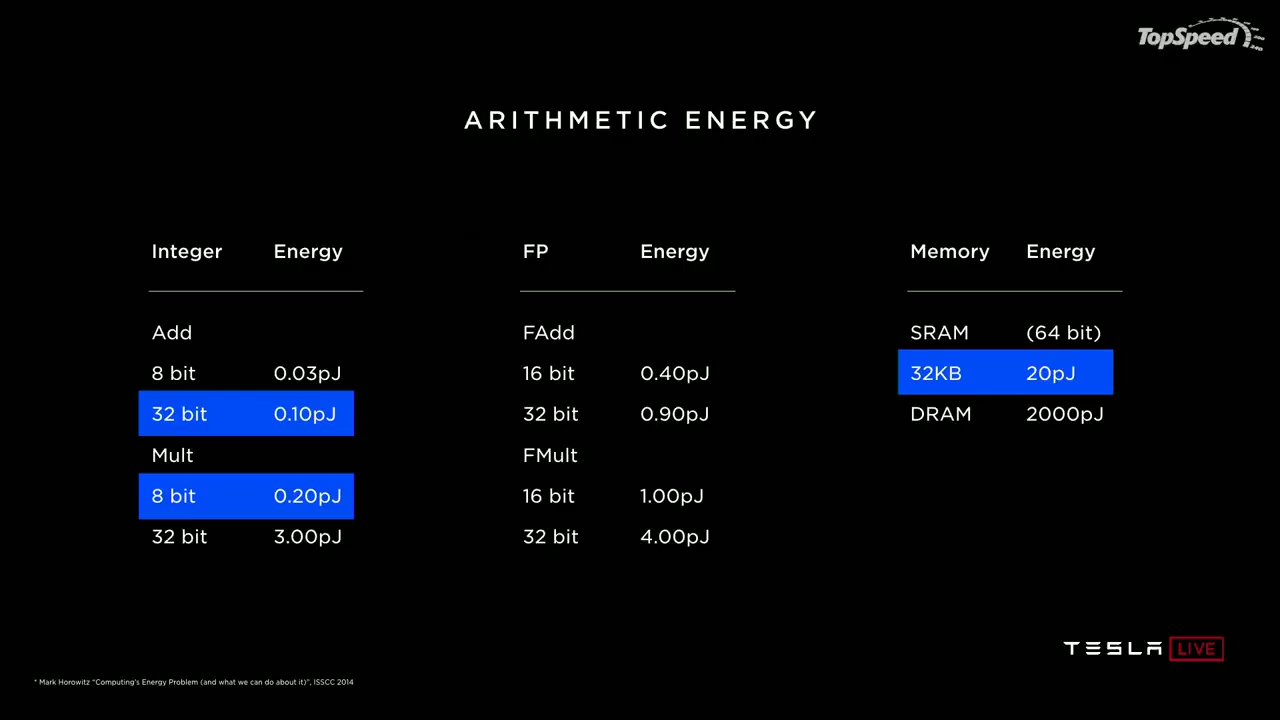 TopSpeed
ARITHMETIC ENERGY
Integer Energy
Add
8 bit 0.03pJ
32 bit 0.10pJ
Mult
8 bit 0.20pJ
32 bit 3.00pJ
FP Energy
FAdd
16 bit 0.40pJ
32 bit 0.90pJ
FMult
16 bit 1.00pJ
32 bit 4.00pJ
Memory Energy
SRAM (64 bit)
32KB 20pJ
DRAM 2000pJ
TESLA LIVE
* Mark Horowitz "Computing's Energy Problem (and what we can do about it)", ISSCC 2014